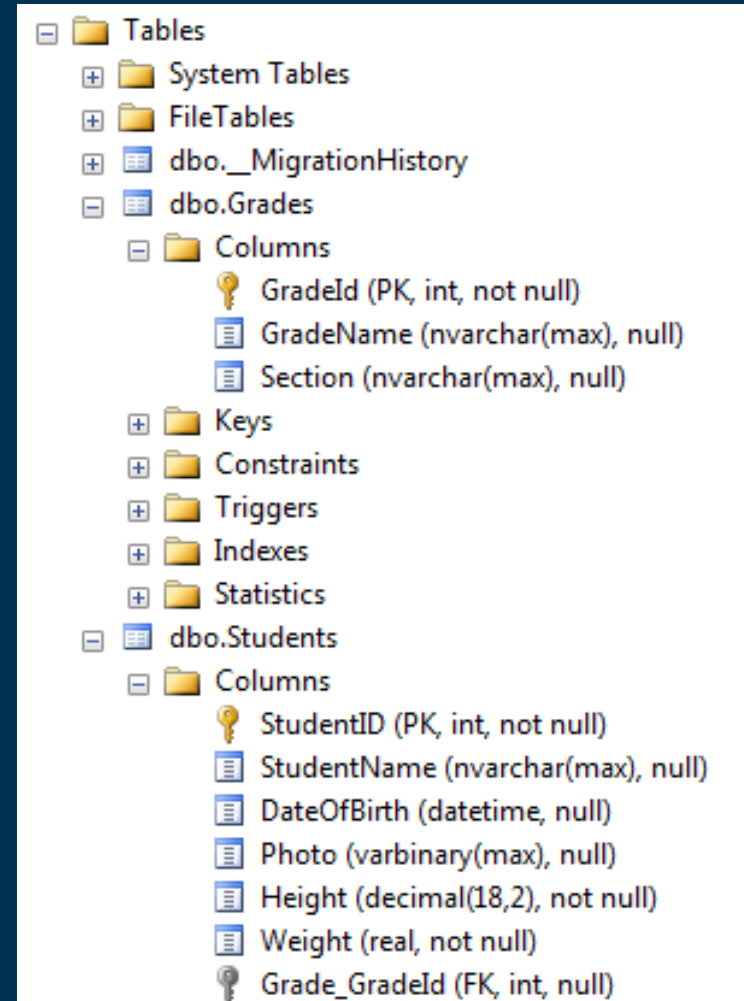 Tables
System Tables
FileTables
dbo.__MigrationHistory
dbo.Grades
Columns
GradeId (PK, int, not null)
GradeName (nvarchar(max), null)
Section (nvarchar(max), null)
Keys
Constraints
Triggers
Indexes
Statistics
dbo.Students
Columns
StudentID (PK, int, not null)
StudentName (nvarchar(max), null)
DateOfBirth (datetime, null)
Photo (varbinary(max), null)
Height (decimal(18,2), not null)
Weight (real, not null)
Grade_GradeId (FK, int, null)